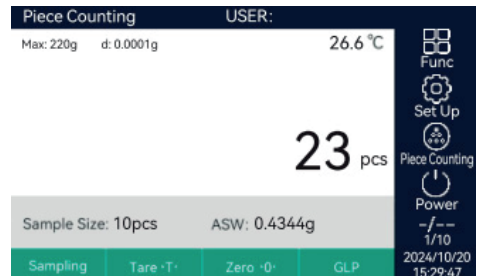 Piece Counting USER:
Max: 220g d: 0.0001g 26.6 °C
23 pcs
Sample Size: 10pcs ASW: 0.4344g
Sampling Tare ·T· Zero ·0· GLP
Func
Set Up
Piece Counting
Power
-/--
1/10
2024/10/20
15:29:47